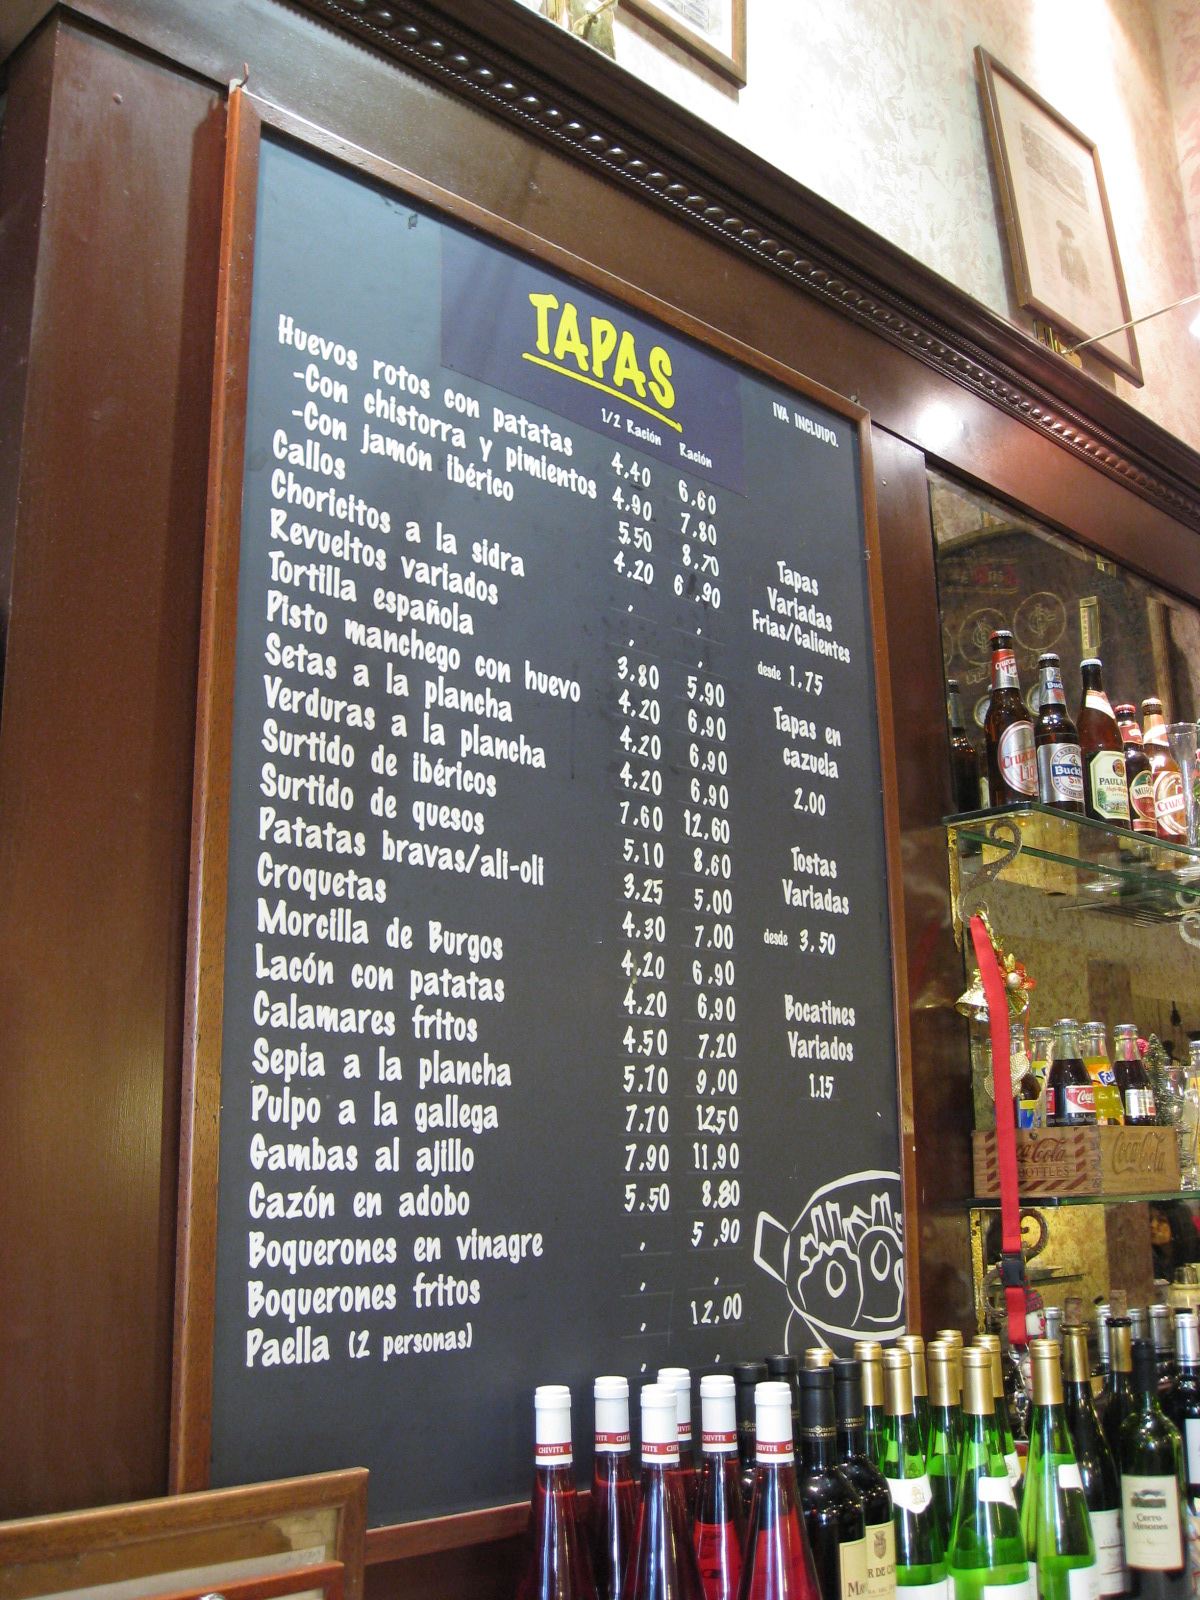 TAPAS
1/2 Ración Ración
IVA INCLUIDO.
Huevos rotos con patatas 4,40 6,60
-Con chistorra y pimientos 4,90 7,80
-Con jamón ibérico 5,50 8,70
Callos 4,20 6,90
Choricitos a la sidra , ,
Revueltos variados , ,
Tortilla española 3,80 5,90
Pisto manchego con huevo 4,20 6,90
Setas a la plancha 4,20 6,90
Verduras a la plancha 4,20 6,90
Surtido de ibéricos 7,60 12,60
Surtido de quesos 5,10 8,60
Patatas bravas/ali-oli 3,25 5,00
Croquetas 4,30 7,00
Morcilla de Burgos 4,20 6,90
Lacón con patatas 4,20 6,90
Calamares fritos 4,50 7,20
Sepia a la plancha 5,70 9,00
Pulpo a la gallega 7,70 12,50
Gambas al ajillo 7,90 11,90
Cazón en adobo 5,50 8,80
Boquerones en vinagre , 5,90
Boquerones fritos , ,
Paella (2 personas) , 12,00
Tapas
Variadas
Frias/Calientes
desde 1,75
Tapas en
cazuela
2.00
Tostas
Variadas
desde 3,50
Bocatines
Variados
1.15
Coca-Cola
BOTTLES
Coca-Cola
CHIVITE
CHIVITE
CHIVITE
CHIVITE
CHIVITE